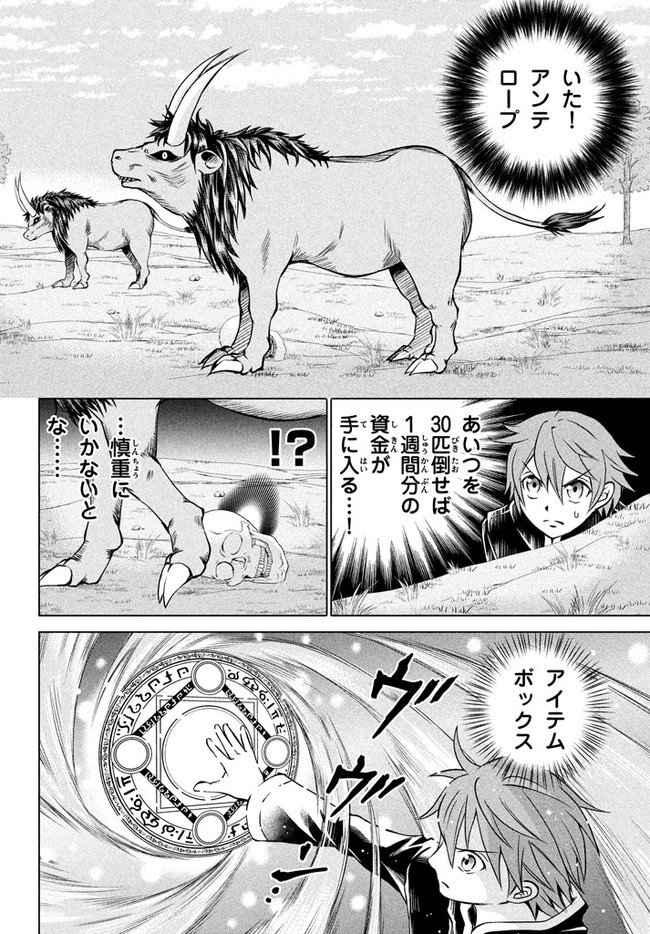 いた！
アンテ
ロープ
あいつを
30匹倒せば
1週間分の
資金が
手に入る…！
!?
…慎重に
いかないと
な……
アイテム
ボックス
ヴッ
ヴッ